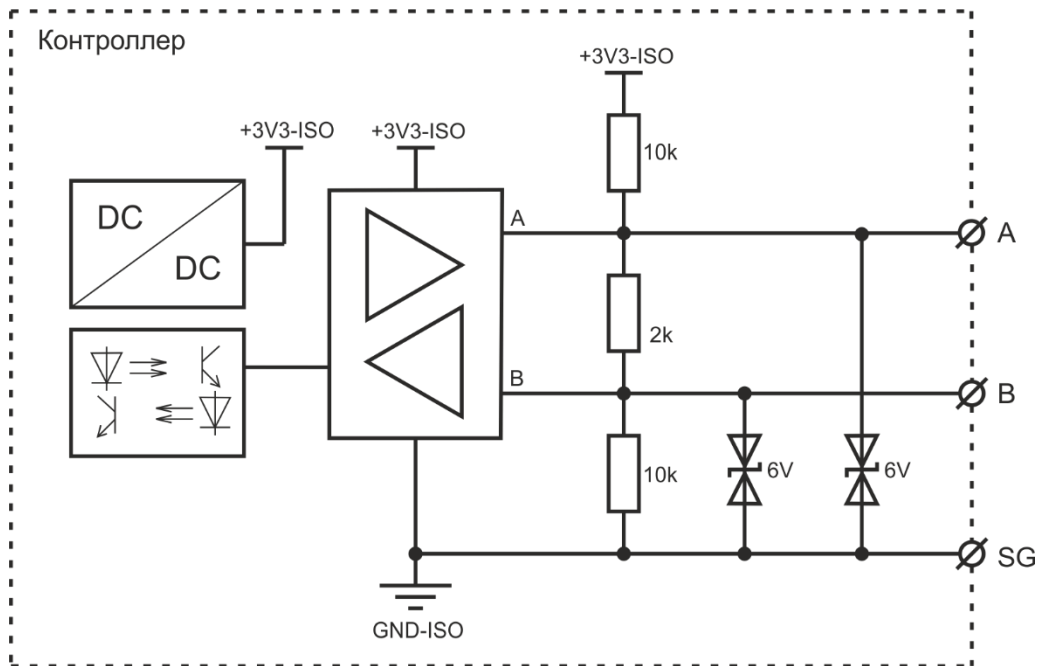 Контроллер
+3V3-ISO
+3V3-ISO
+3V3-ISO
10k
DC
DC
A
A
2k
B
B
10k
6V
6V
SG
GND-ISO